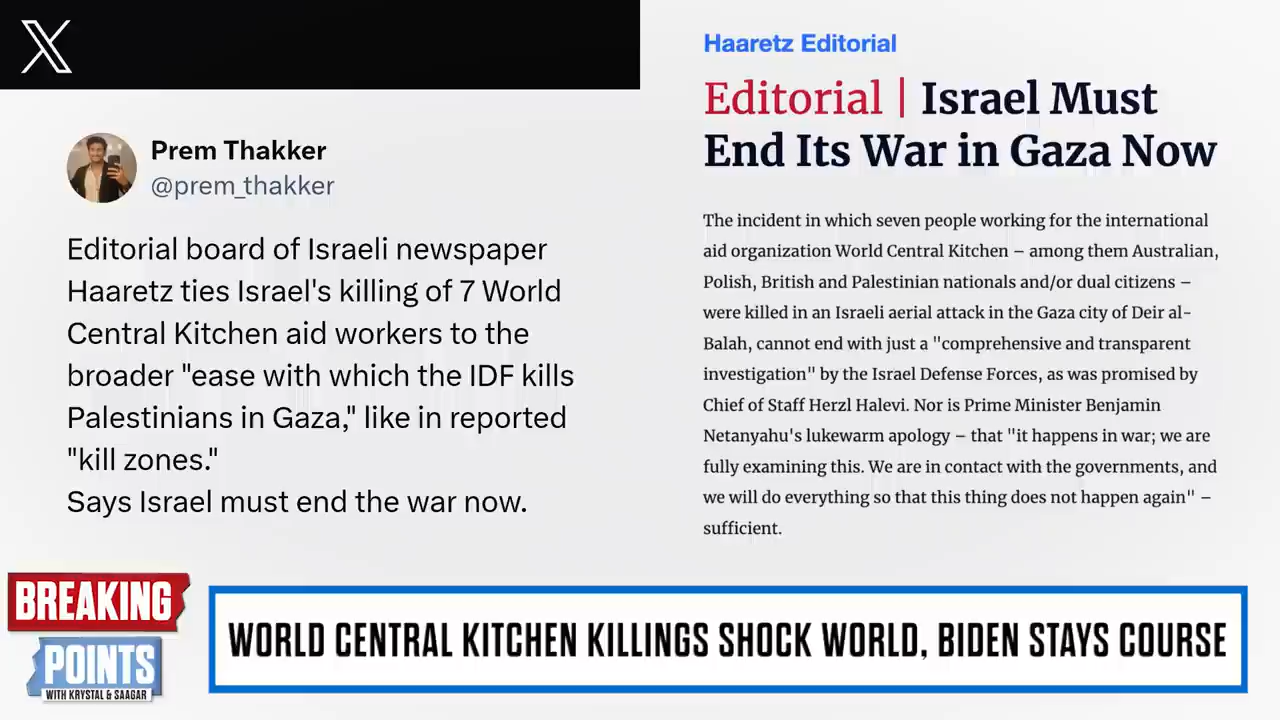 X
Prem Thakker
@prem_thakker
Editorial board of Israeli newspaper
Haaretz ties Israel's killing of 7 World
Central Kitchen aid workers to the
broader "ease with which the IDF kills
Palestinians in Gaza," like in reported
"kill zones."
Says Israel must end the war now.
Haaretz Editorial
Editorial | Israel Must
End Its War in Gaza Now
The incident in which seven people working for the international
aid organization World Central Kitchen – among them Australian,
Polish, British and Palestinian nationals and/or dual citizens –
were killed in an Israeli aerial attack in the Gaza city of Deir al-
Balah, cannot end with just a "comprehensive and transparent
investigation" by the Israel Defense Forces, as was promised by
Chief of Staff Herzl Halevi. Nor is Prime Minister Benjamin
Netanyahu's lukewarm apology – that "it happens in war; we are
fully examining this. We are in contact with the governments, and
we will do everything so that this thing does not happen again" –
sufficient.
BREAKING
POINTS
WITH KRYSTAL & SAAGAR
WORLD CENTRAL KITCHEN KILLINGS SHOCK WORLD, BIDEN STAYS COURSE